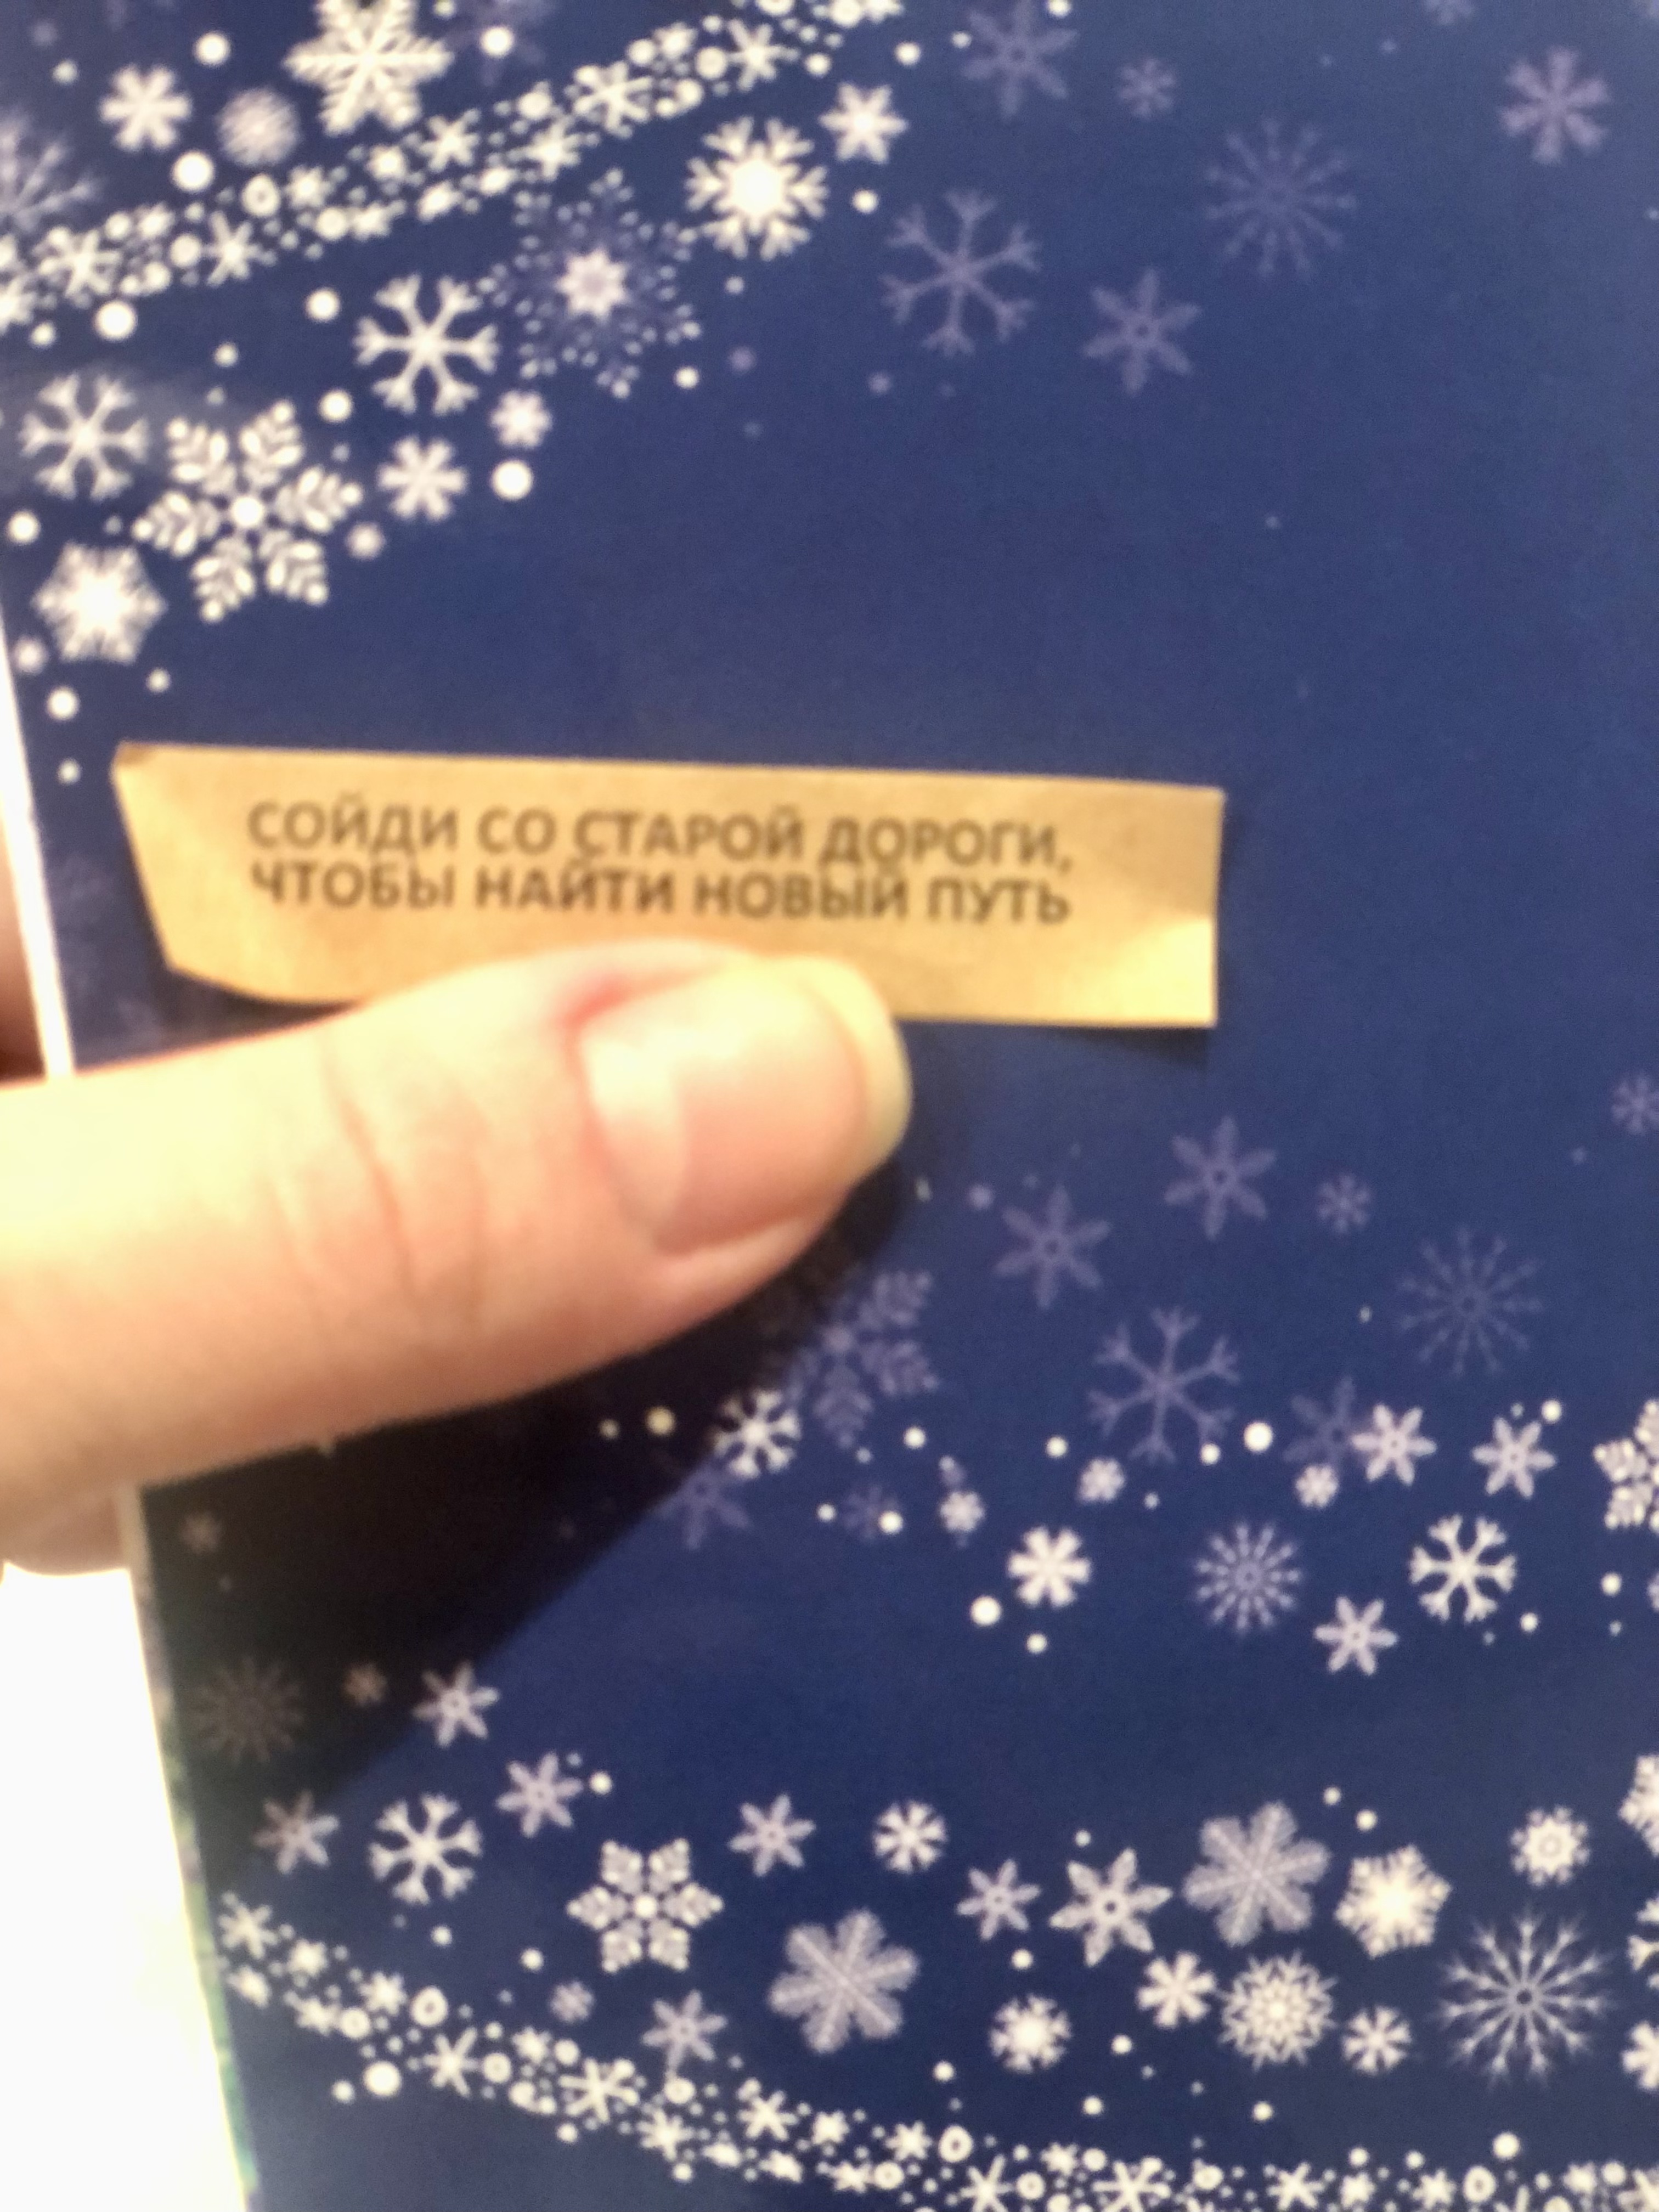 СОЙДИ СО СТАРОЙ ДОРОГИ,
ЧТОБЫ НАЙТИ НОВЫЙ ПУТЬ